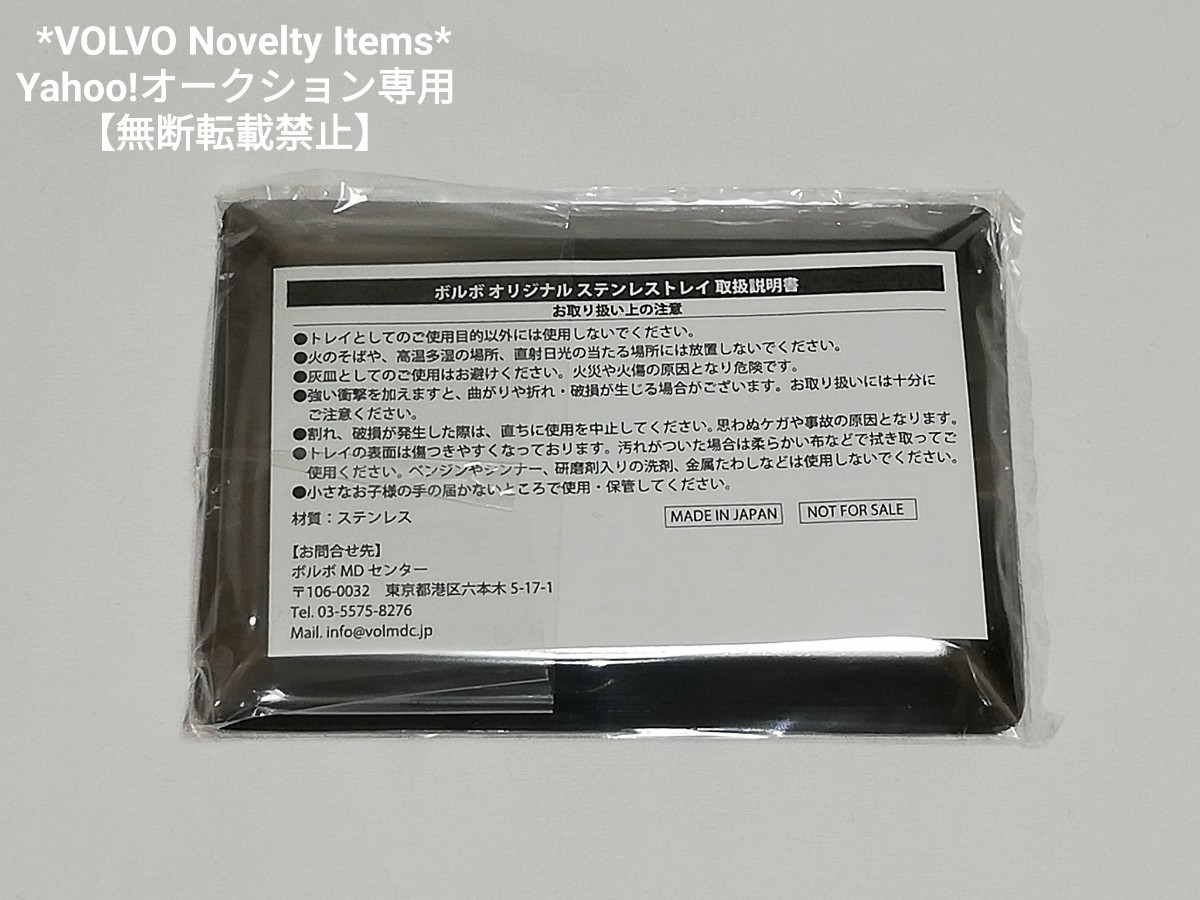 *VOLVO Novelty Items*
Yahoo!オークション専用
【無断転載禁止】
ボルボ オリジナル ステンレストレイ 取扱説明書
お取り扱い上の注意
●トレイとしてのご使用目的以外には使用しないでください。
●火のそばや、高温多湿の場所、直射日光の当たる場所には放置しないでください。
●灰皿としてのご使用はお避けください。火災や火傷の原因となり危険です。
●強い衝撃を加えますと、曲がりや折れ・破損が生じる場合がございます。お取り扱いには十分に
ご注意ください。
●割れ、破損が発生した際は、直ちに使用を中止してください。思わぬケガや事故の原因となります。
●トレイの表面は傷つきやすくなっております。汚れがついた場合は柔らかい布などで拭き取ってご
使用ください。ベンジンやシンナー、研磨剤入りの洗剤、金属たわしなどは使用しないでください。
●小さなお子様の手の届かないところで使用・保管してください。
材質：ステンレス
MADE IN JAPAN
NOT FOR SALE
【お問合せ先】
ボルボ MD センター
〒106-0032 東京都港区六本木 5-17-1
Tel. 03-5575-8276
Mail. info@volmdc.jp